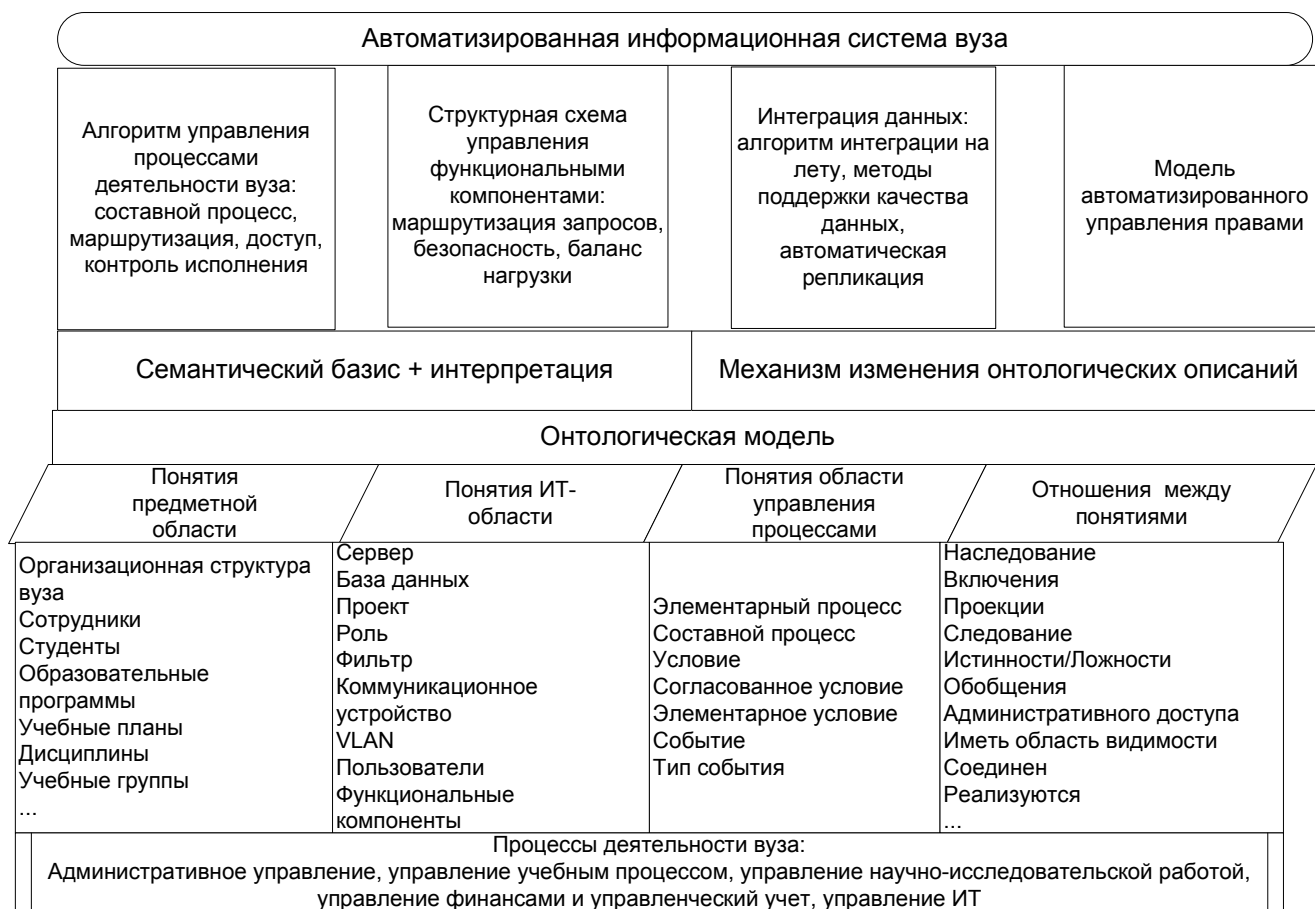 Автоматизированная информационная система вуза
Алгоритм управления
процессами
деятельности вуза:
составной процесс,
маршрутизация, доступ,
контроль исполнения
Структурная схема
управления
функциональными
компонентами:
маршрутизация запросов,
безопасность, баланс
нагрузки
Интеграция данных:
алгоритм интеграции на
лету, методы
поддержки качества
данных,
автоматическая
репликация
Модель
автоматизированного
управления правами
Семантический базис + интерпретация
Механизм изменения онтологических описаний
Онтологическая модель
Понятия
предметной
области
Понятия ИТ-
области
Понятия области
управления
процессами
Отношения между
понятиями
Организационная структура
вуза
Сотрудники
Студенты
Образовательные
программы
Учебные планы
Дисциплины
Учебные группы
...
Сервер
База данных
Проект
Роль
Фильтр
Коммуникационное
устройство
VLAN
Пользователи
Функциональные
компоненты
Элементарный процесс
Составной процесс
Условие
Согласованное условие
Элементарное условие
Событие
Тип события
Наследование
Включения
Проекции
Следование
Истинности/Ложности
Обобщения
Административного доступа
Иметь область видимости
Соединен
Реализуются
...
Процессы деятельности вуза:
Административное управление, управление учебным процессом, управление научно-исследовательской работой,
управление финансами и управленческий учет, управление ИТ